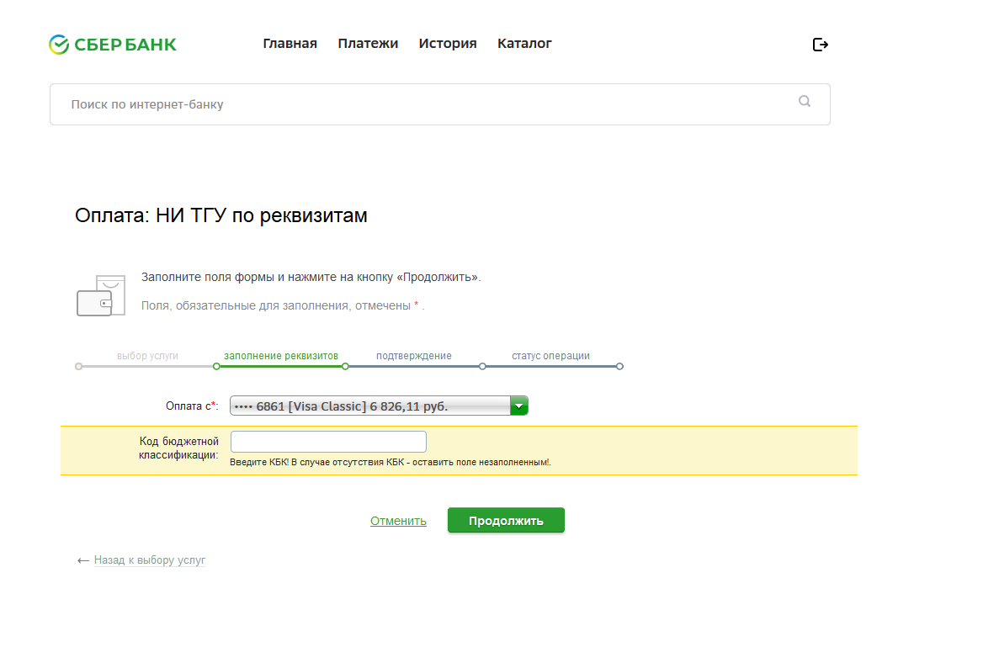 СБЕР БАНК
Главная Платежи История Каталог
Поиск по интернет-банку
Оплата: НИ ТГУ по реквизитам
Заполните поля формы и нажмите на кнопку «Продолжить».
Поля, обязательные для заполнения, отмечены * .
выбор услуги заполнение реквизитов подтверждение статус операции
Оплата с*: •••• 6861 [Visa Classic] 6 826,11 руб.
Код бюджетной
классификации:
Введите КБК! В случае отсутствия КБК - оставить поле незаполненным!.
Отменить Продолжить
← Назад к выбору услуг